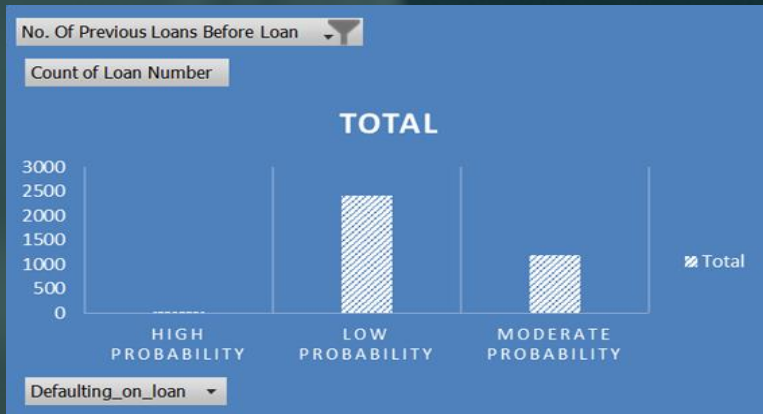 No. Of Previous Loans Before Loan
Count of Loan Number
TOTAL
3000
2500
2000
1500
1000
500
0
HIGH
PROBABILITY
LOW
PROBABILITY
MODERATE
PROBABILITY
Total
Defaulting_on_loan